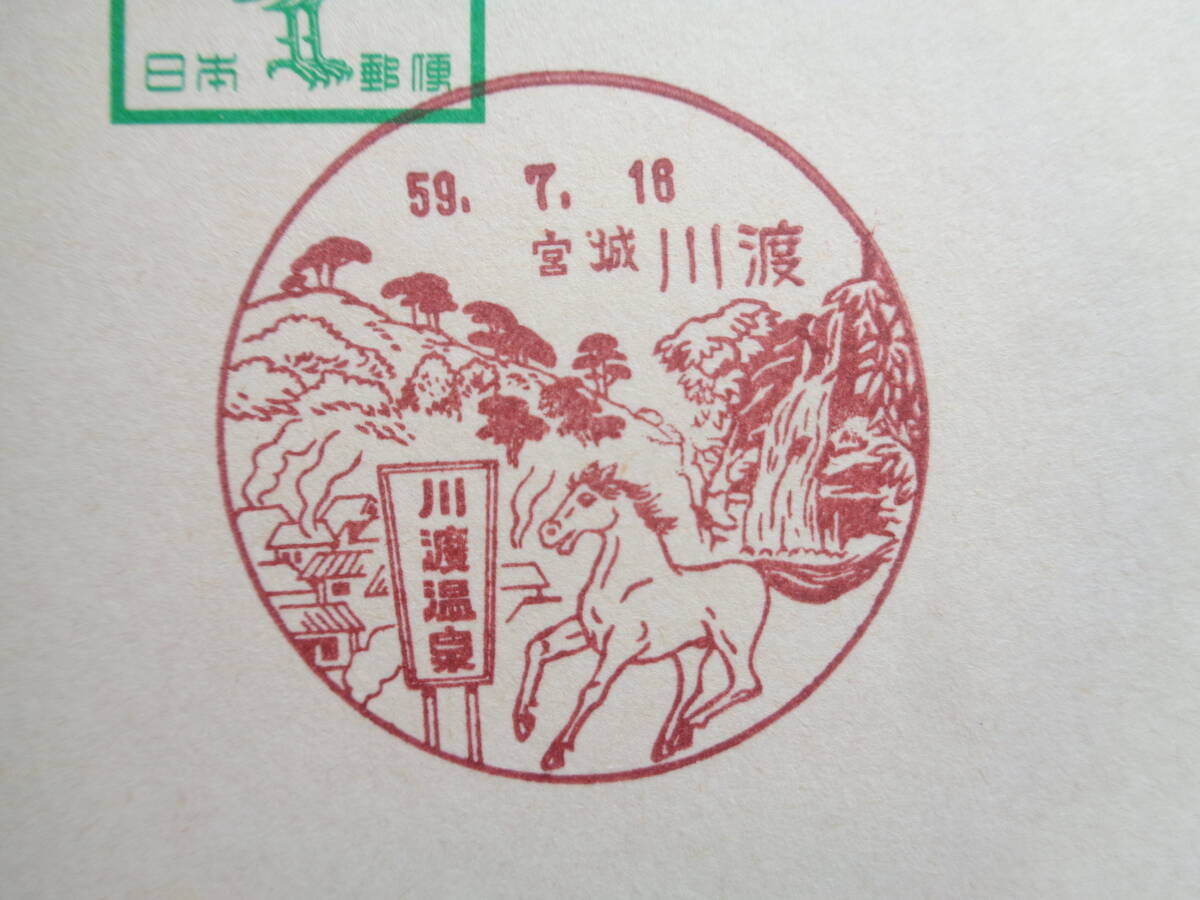 日本 郵便
59. 7. 16
宮城川渡
川渡温泉